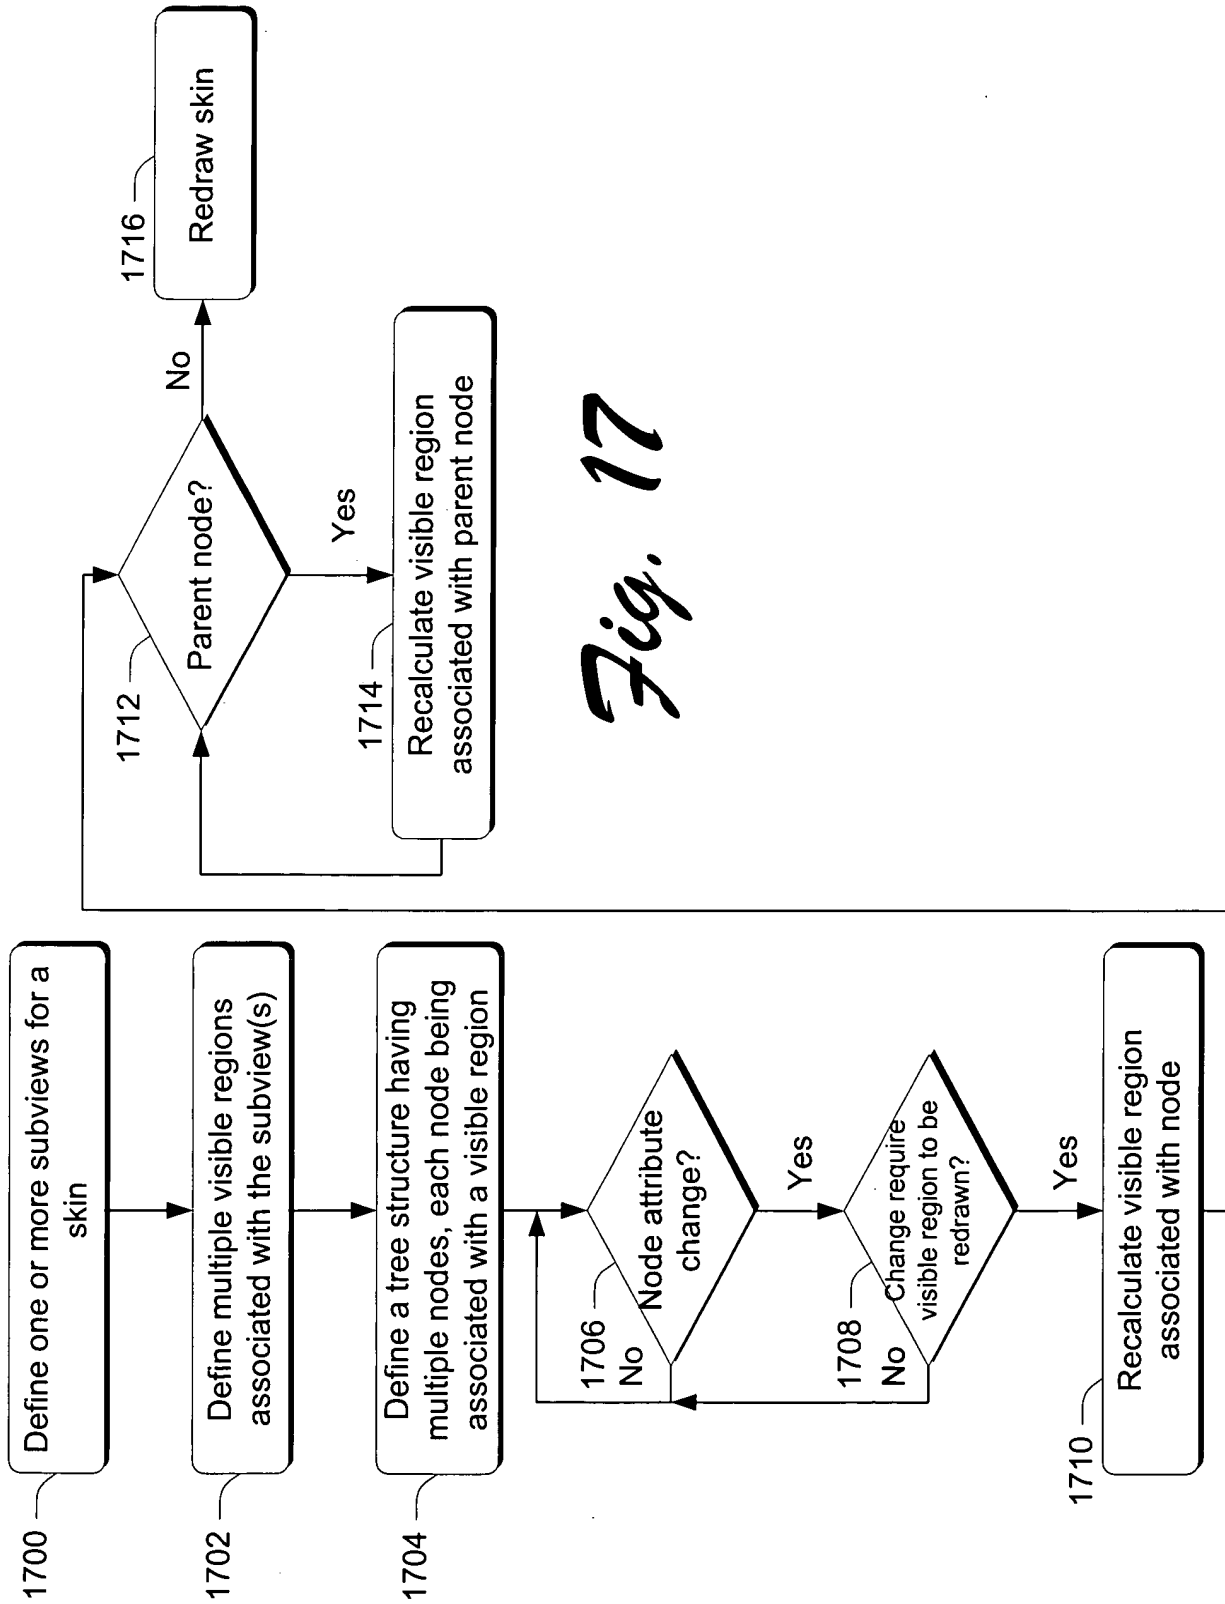 1700
Define one or more subviews for a
skin
1702
Define multiple visible regions
associated with the subview(s)
1704
Define a tree structure having
multiple nodes, each node being
associated with a visible region
1706
Node attribute
change?
No
Yes
1708
Change require
visible region to be
redrawn?
No
Yes
1710
Recalculate visible region
associated with node
1712
Parent node?
No
Yes
1714
Recalculate visible region
associated with parent node
1716
Redraw skin
Fig. 17